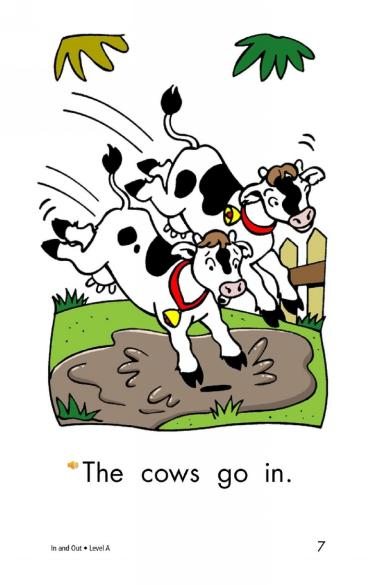 The cows go in.
In and Out • Level A
7